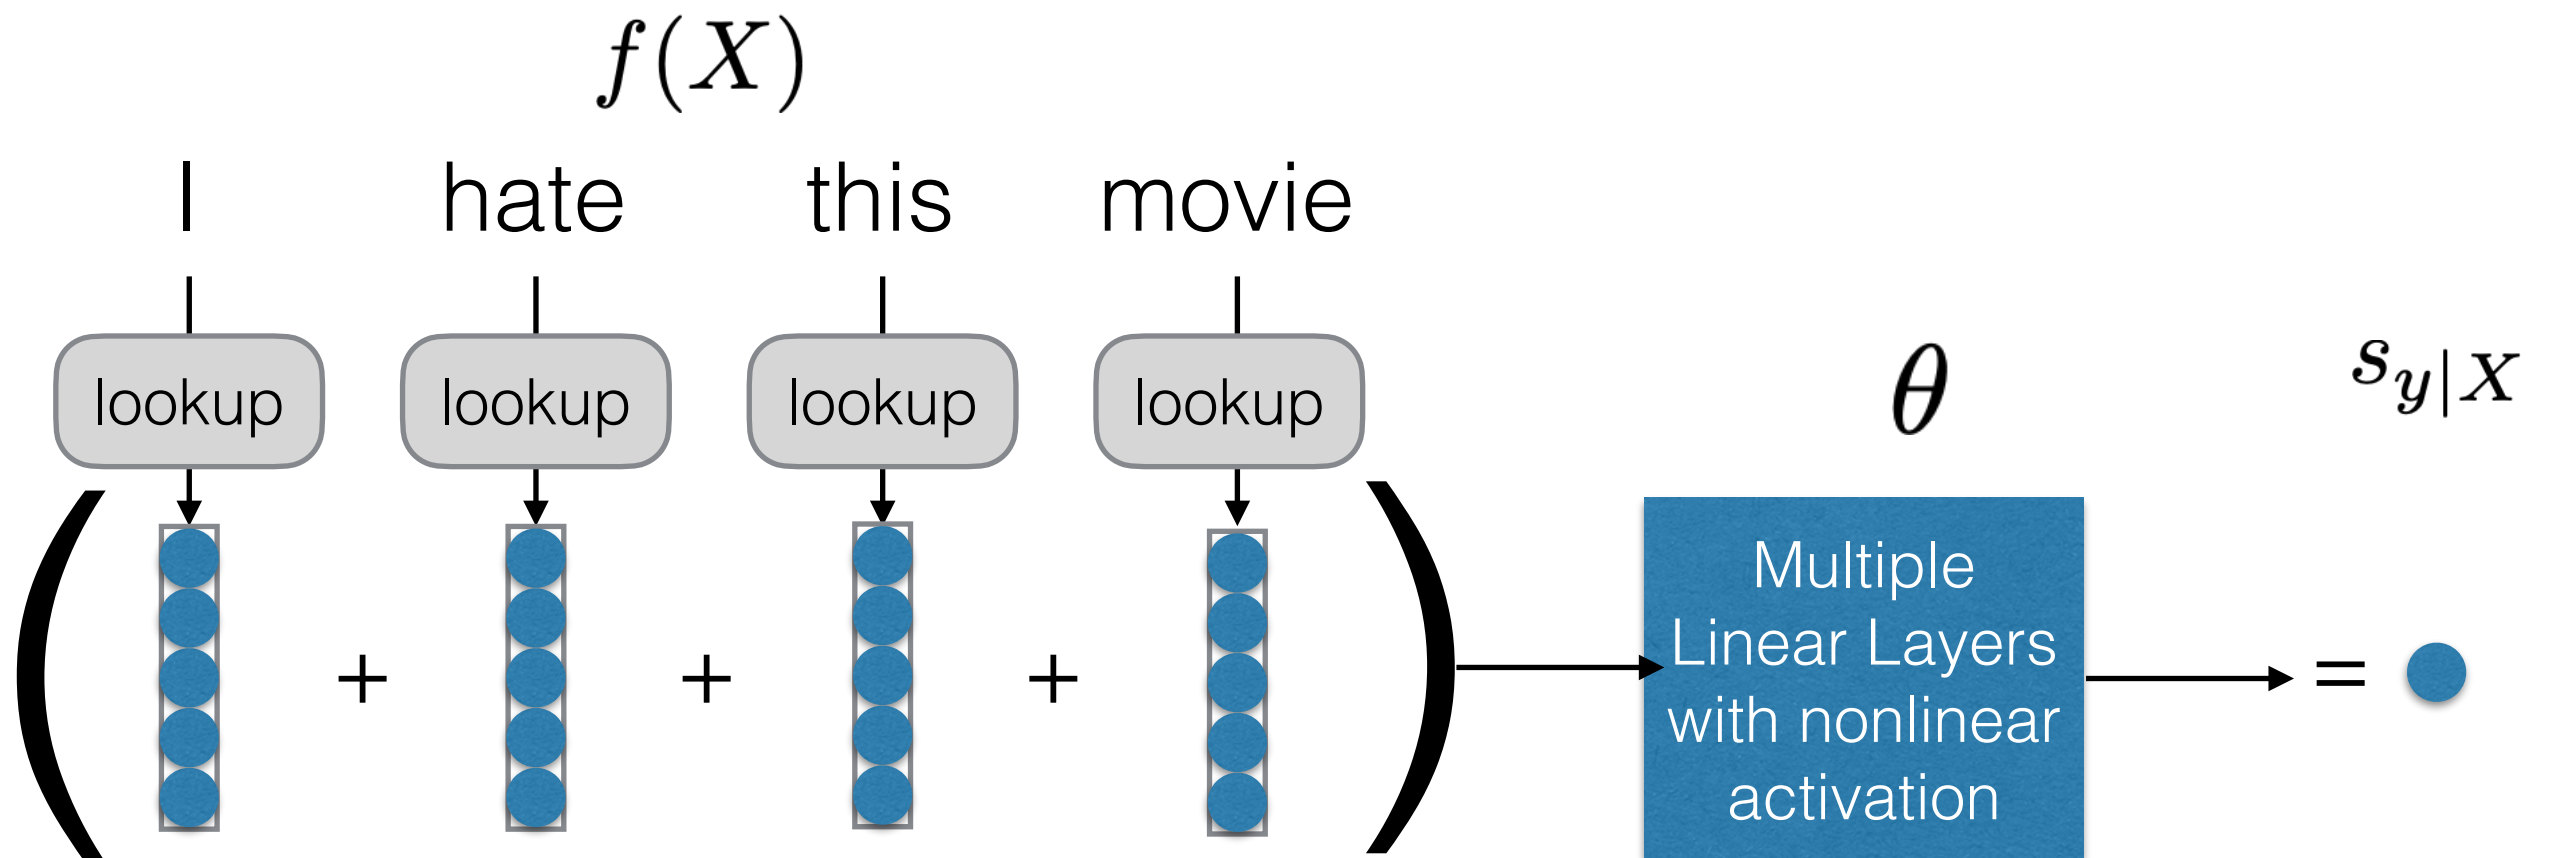 f(X)
I hate this movie
lookup lookup lookup lookup
θ
s_{y|X}
( + + + )
Multiple
Linear Layers
with nonlinear
activation
=